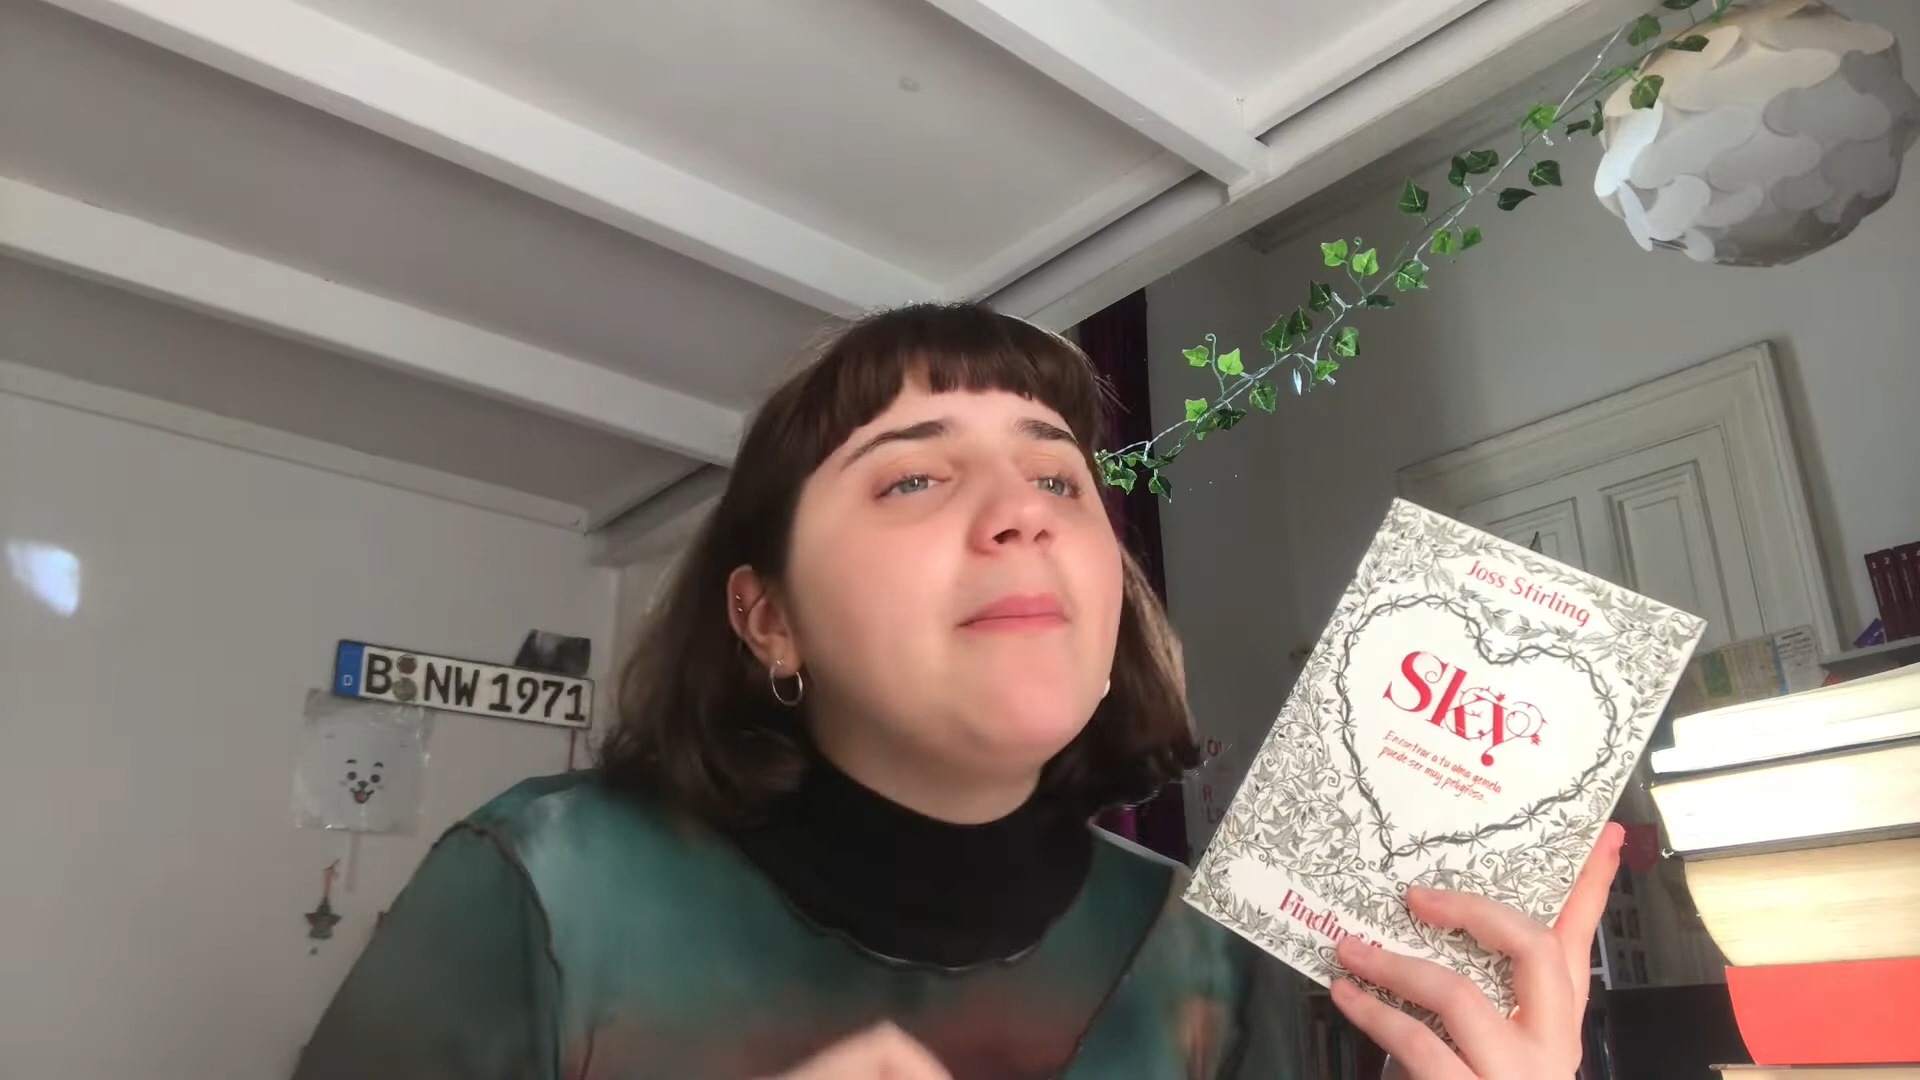 B NW 1971
D
Joss Stirling
Sky
Encontrar a tu alma gemela
puede ser muy peligroso...